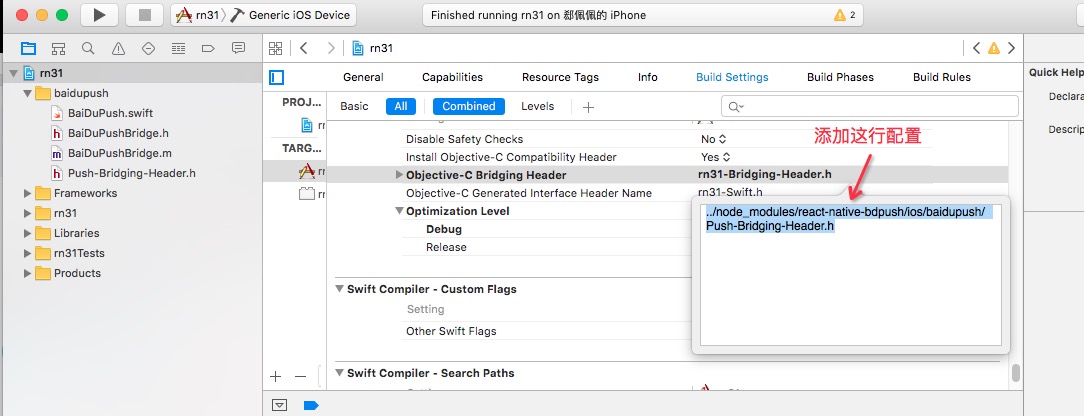 rn31 Generic iOS Device
Finished running rn31 on 郄佩佩的 iPhone
2
rn31
rn31
General Capabilities Resource Tags Info Build Settings Build Phases Build Rules
Quick Help
Declara
Descrip
baidupush
BaiDuPush.swift
BaiDuPushBridge.h
BaiDuPushBridge.m
Push-Bridging-Header.h
Frameworks
rn31
Libraries
rn31Tests
Products
PROJ...
TARG...
Basic All Combined Levels
添加这行配置
Disable Safety Checks No
Install Objective-C Compatibility Header Yes
Objective-C Bridging Header rn31-Bridging-Header.h
Objective-C Generated Interface Header Name rn31-Swift.h
Optimization Level
Debug
Release
../node_modules/react-native-bdpush/ios/baidupush/
Push-Bridging-Header.h
Swift Compiler - Custom Flags
Setting
Other Swift Flags
Swift Compiler - Search Paths